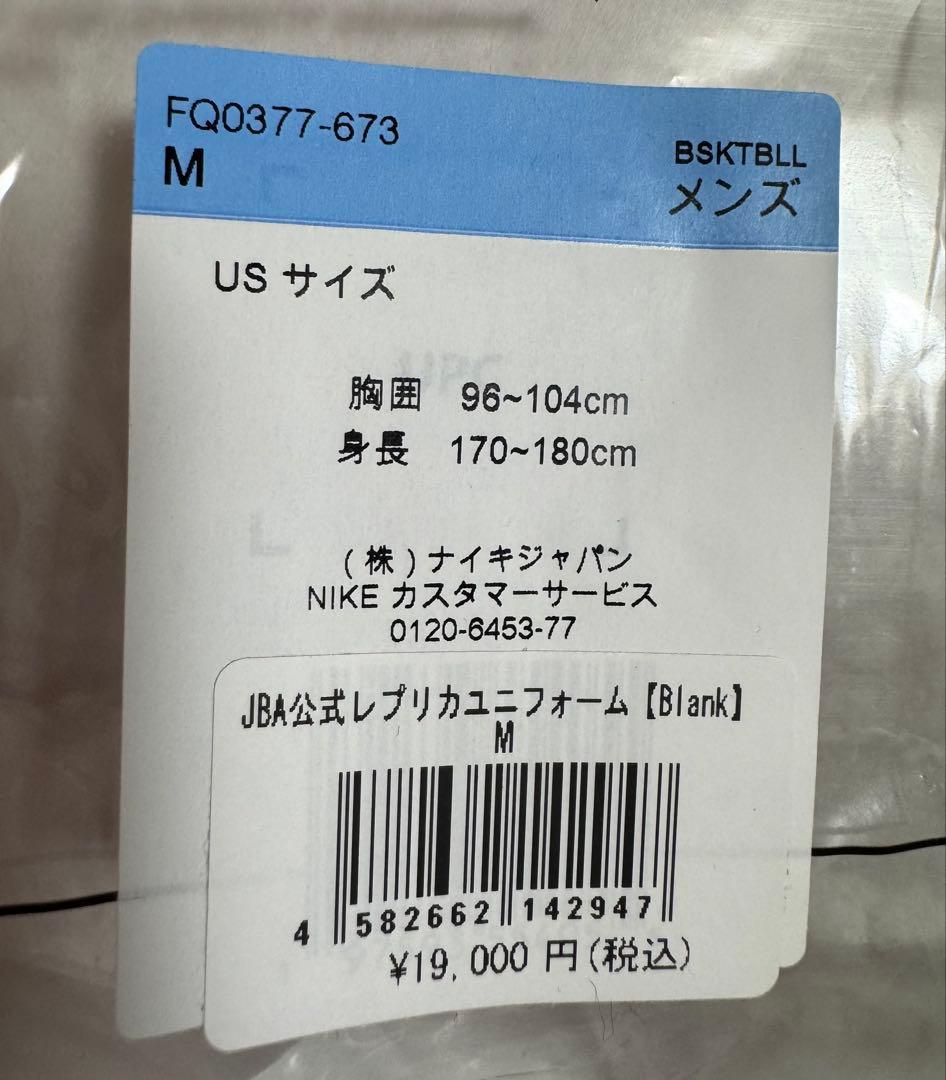 FQ0377-673
M
BSKTBLL
メンズ
US サイズ
胸囲 96~104cm
身長 170~180cm
(株)ナイキジャパン
NIKE カスタマーサービス
0120-6453-77
JBA公式レプリカユニフォーム【Blank】
M
4 582662 142947
¥19,000 円(税込)